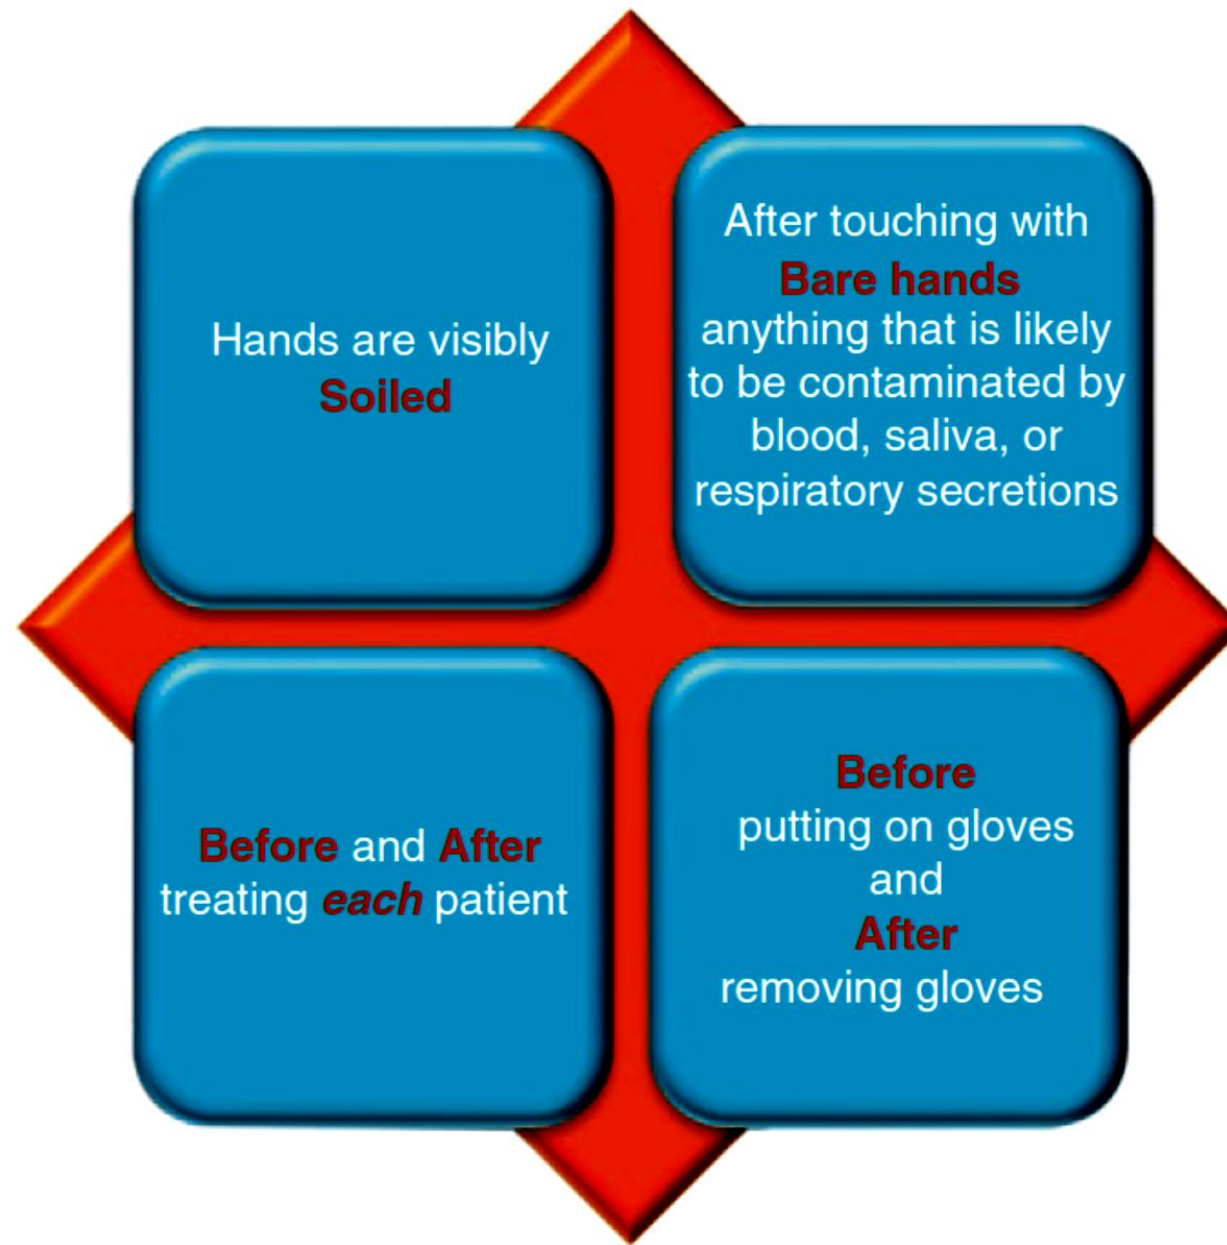 Hands are visibly
Soiled
After touching with
Bare hands
anything that is likely
to be contaminated by
blood, saliva, or
respiratory secretions
Before and After
treating each patient
Before
putting on gloves
and
After
removing gloves